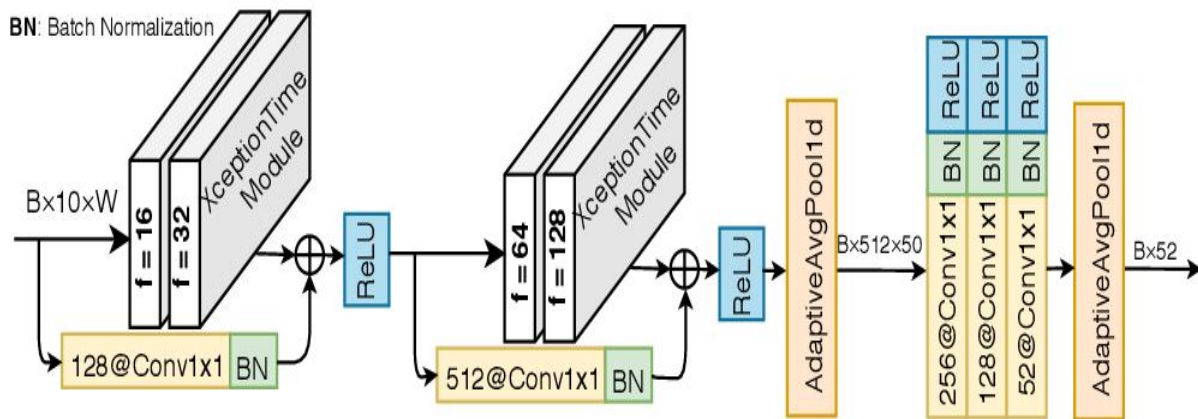 BN: Batch Normalization
B×10×W
f = 16
f = 32
XceptionTime
Module
128@Conv1x1
BN
ReLU
f = 64
f = 128
XceptionTime
Module
512@Conv1x1
BN
ReLU
AdaptiveAvgPool1d
B×512×50
256@Conv1x1
BN
ReLU
128@Conv1x1
BN
ReLU
52@Conv1x1
BN
ReLU
AdaptiveAvgPool1d
B×52